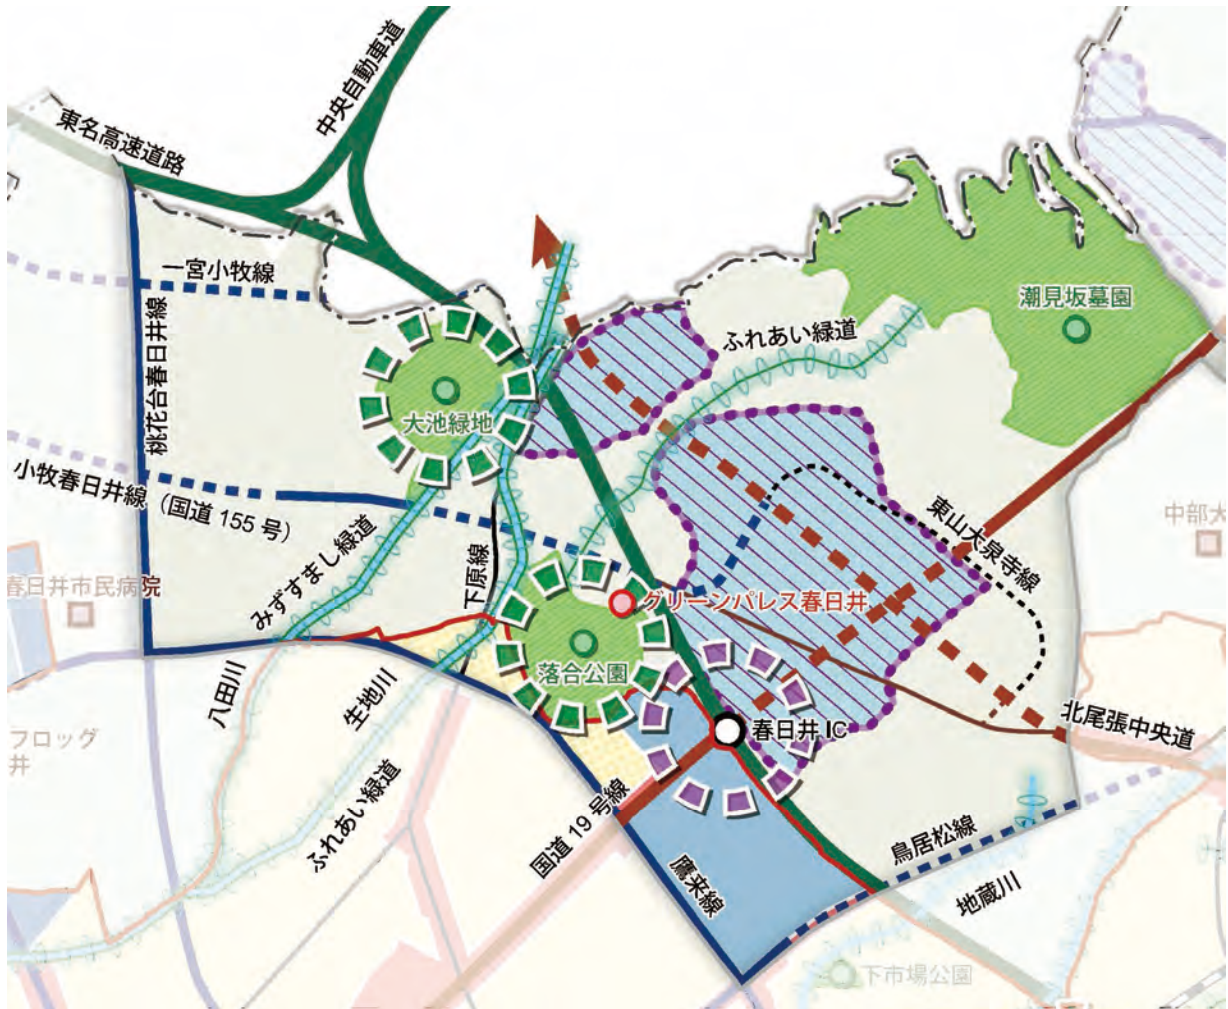 中央自動車道
東名高速道路
一宮小牧線
潮見坂墓園
ふれあい緑道
桃花台春日井線
大池緑地
小牧春日井線（国道 155 号）
東山大泉寺線
中部大
みずすまし緑道
下原線
春日井市民病院
グリーンパレス春日井
落合公園
八田川
生地川
春日井 IC
北尾張中央道
フロッグ
井
ふれあい緑道
国道 19 号線
鳥居松線
鷹来線
地蔵川
下市場公園